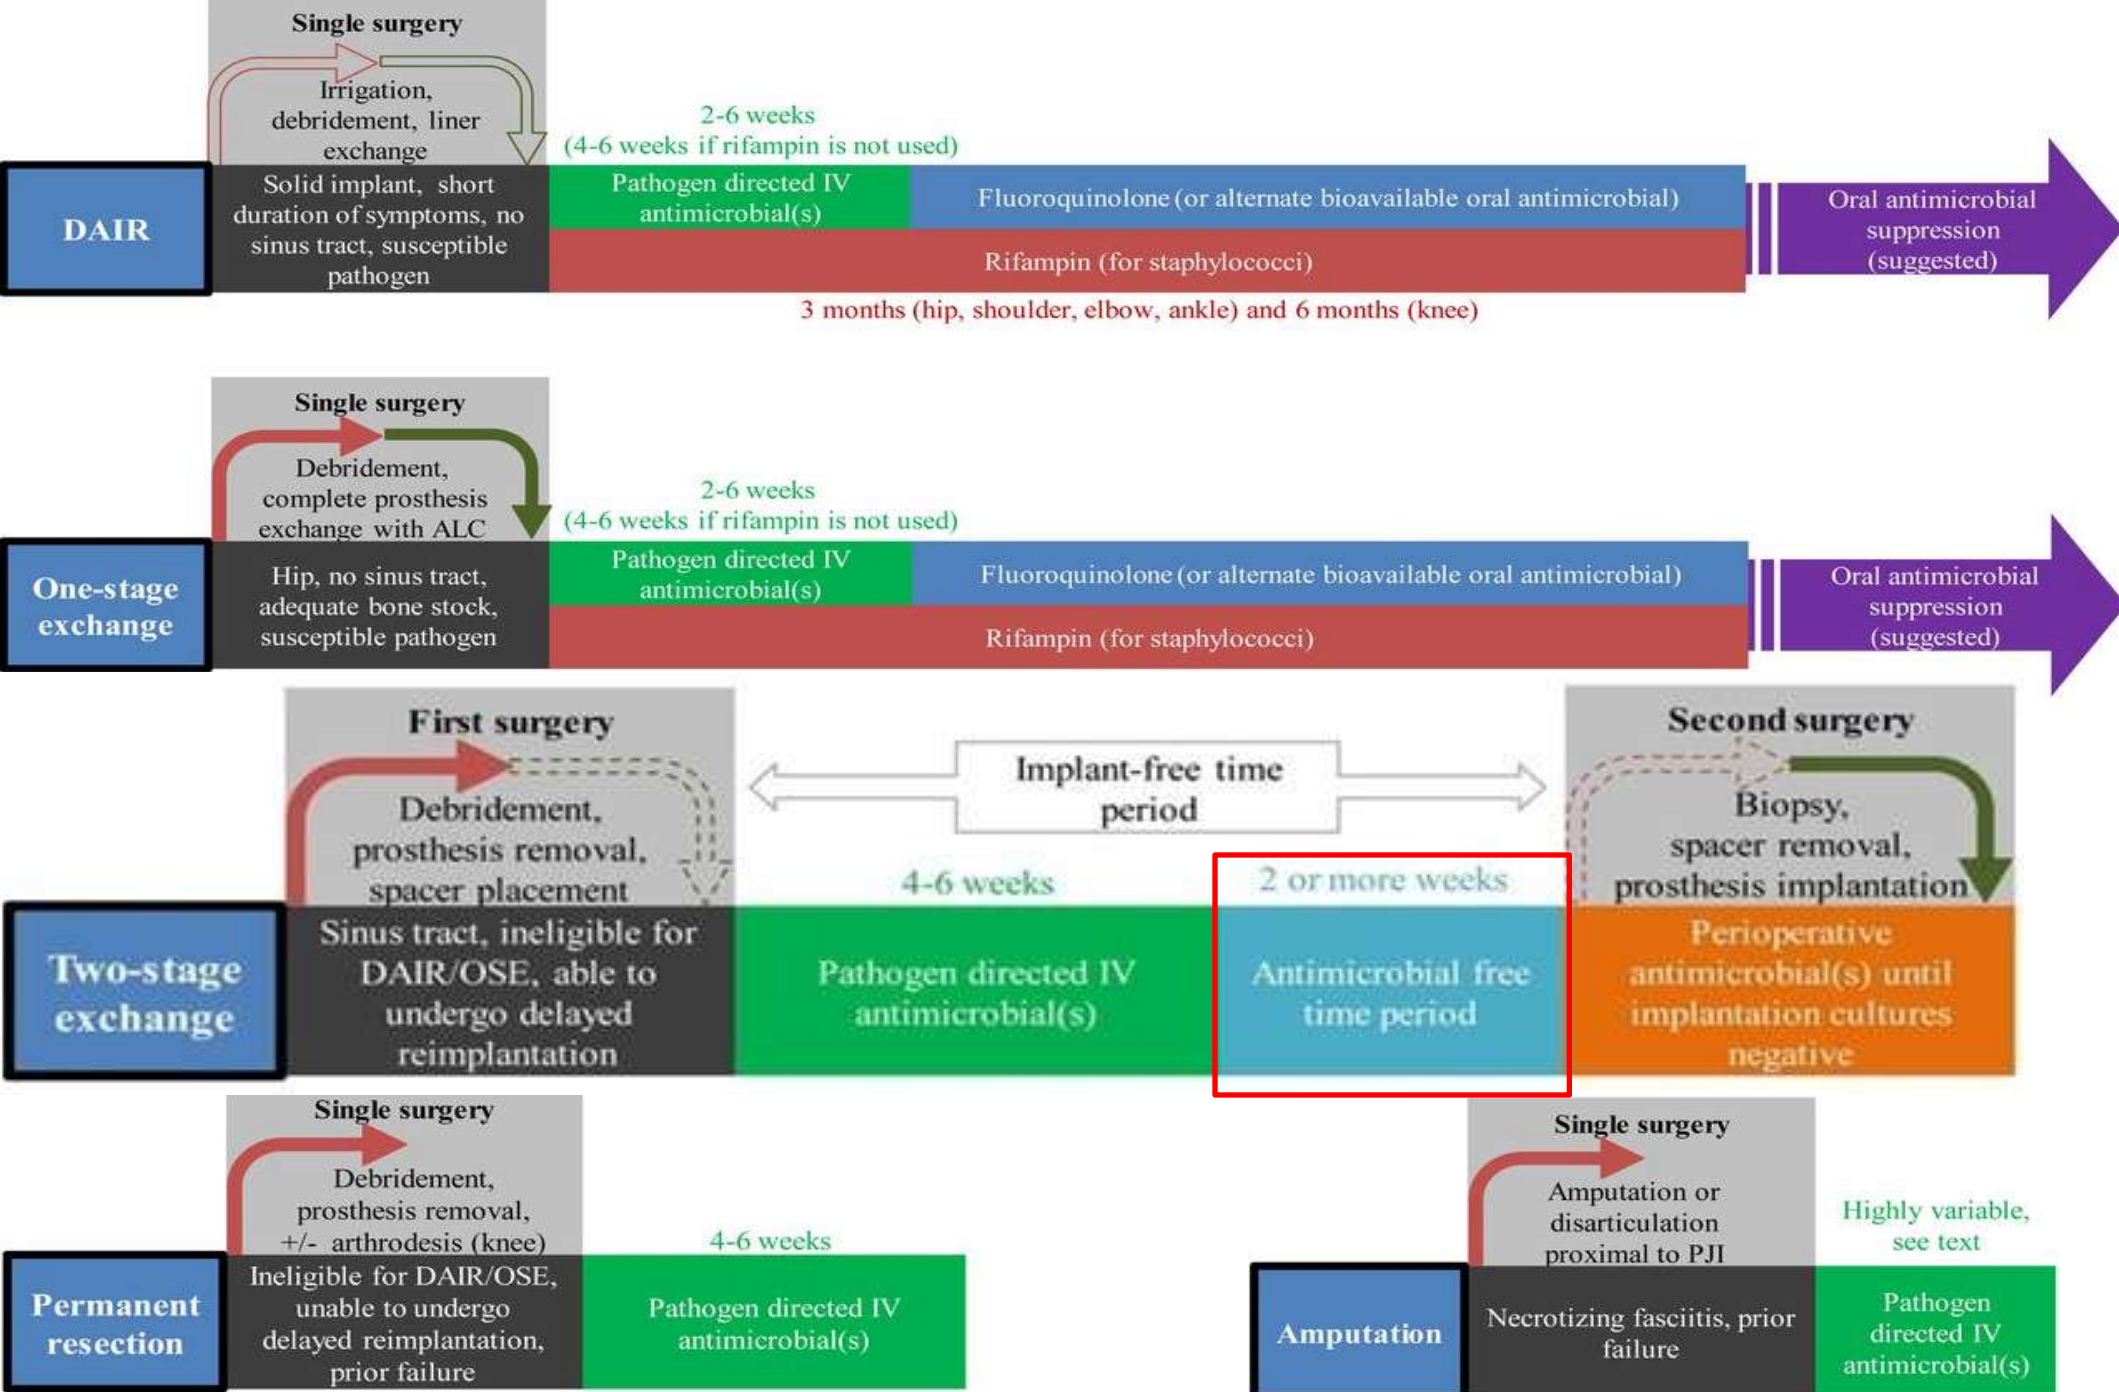 Single surgery
Irrigation,
debridement, liner
exchange
2-6 weeks
(4-6 weeks if rifampin is not used)
DAIR
Solid implant, short
duration of symptoms, no
sinus tract, susceptible
pathogen
Pathogen directed IV
antimicrobial(s)
Fluoroquinolone (or alternate bioavailable oral antimicrobial)
Rifampin (for staphylococci)
Oral antimicrobial
suppression
(suggested)
3 months (hip, shoulder, elbow, ankle) and 6 months (knee)
Single surgery
Debridement,
complete prosthesis
exchange with ALC
2-6 weeks
(4-6 weeks if rifampin is not used)
One-stage
exchange
Hip, no sinus tract,
adequate bone stock,
susceptible pathogen
Pathogen directed IV
antimicrobial(s)
Fluoroquinolone (or alternate bioavailable oral antimicrobial)
Rifampin (for staphylococci)
Oral antimicrobial
suppression
(suggested)
First surgery
Debridement,
prosthesis removal,
spacer placement
Implant-free time
period
4-6 weeks
2 or more weeks
Second surgery
Biopsy,
spacer removal,
prosthesis implantation
Two-stage
exchange
Sinus tract, ineligible for
DAIR/OSE, able to
undergo delayed
reimplantation
Pathogen directed IV
antimicrobial(s)
Antimicrobial free
time period
Perioperative
antimicrobial(s) until
implantation cultures
negative
Single surgery
Debridement,
prosthesis removal,
+/- arthrodesis (knee)
4-6 weeks
Permanent
resection
Ineligible for DAIR/OSE,
unable to undergo
delayed reimplantation,
prior failure
Pathogen directed IV
antimicrobial(s)
Single surgery
Amputation or
disarticulation
proximal to PJI
Highly variable,
see text
Amputation
Necrotizing fasciitis, prior
failure
Pathogen
directed IV
antimicrobial(s)